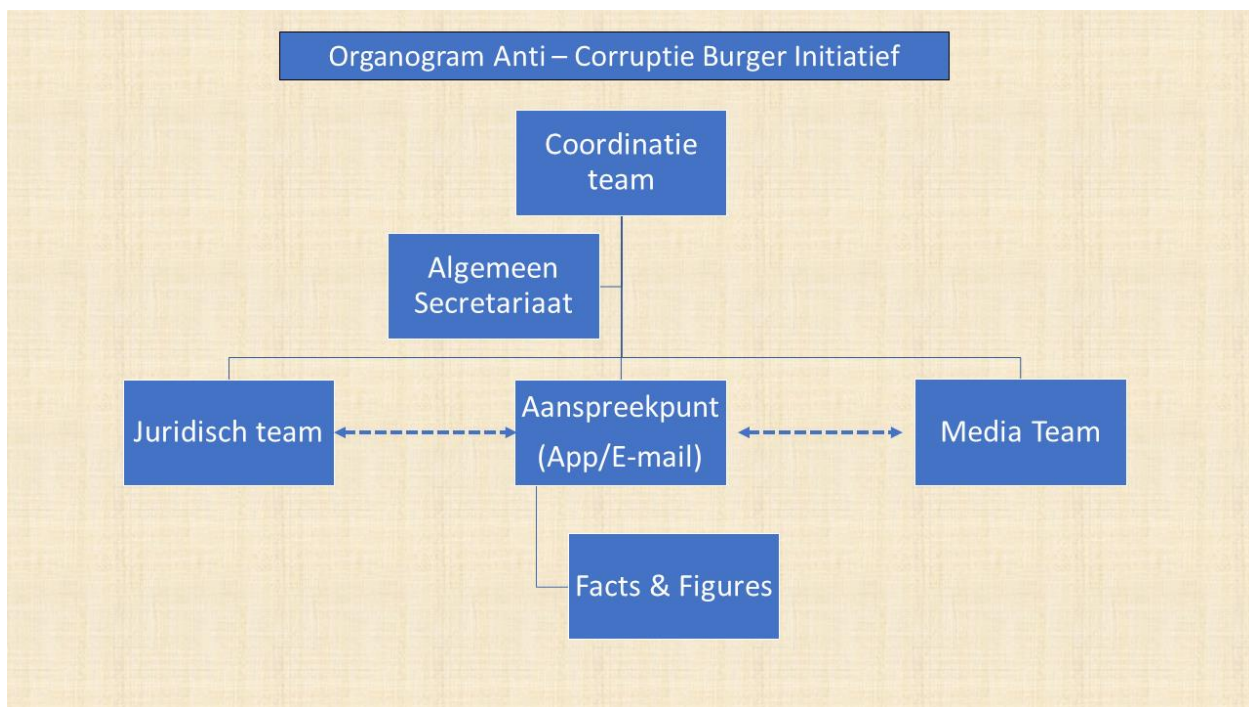 Organogram Anti – Corruptie Burger Initiatief
Coordinatie
team
Algemeen
Secretariaat
Juridisch team
Aanspreekpunt
(App/E-mail)
Media Team
Facts & Figures